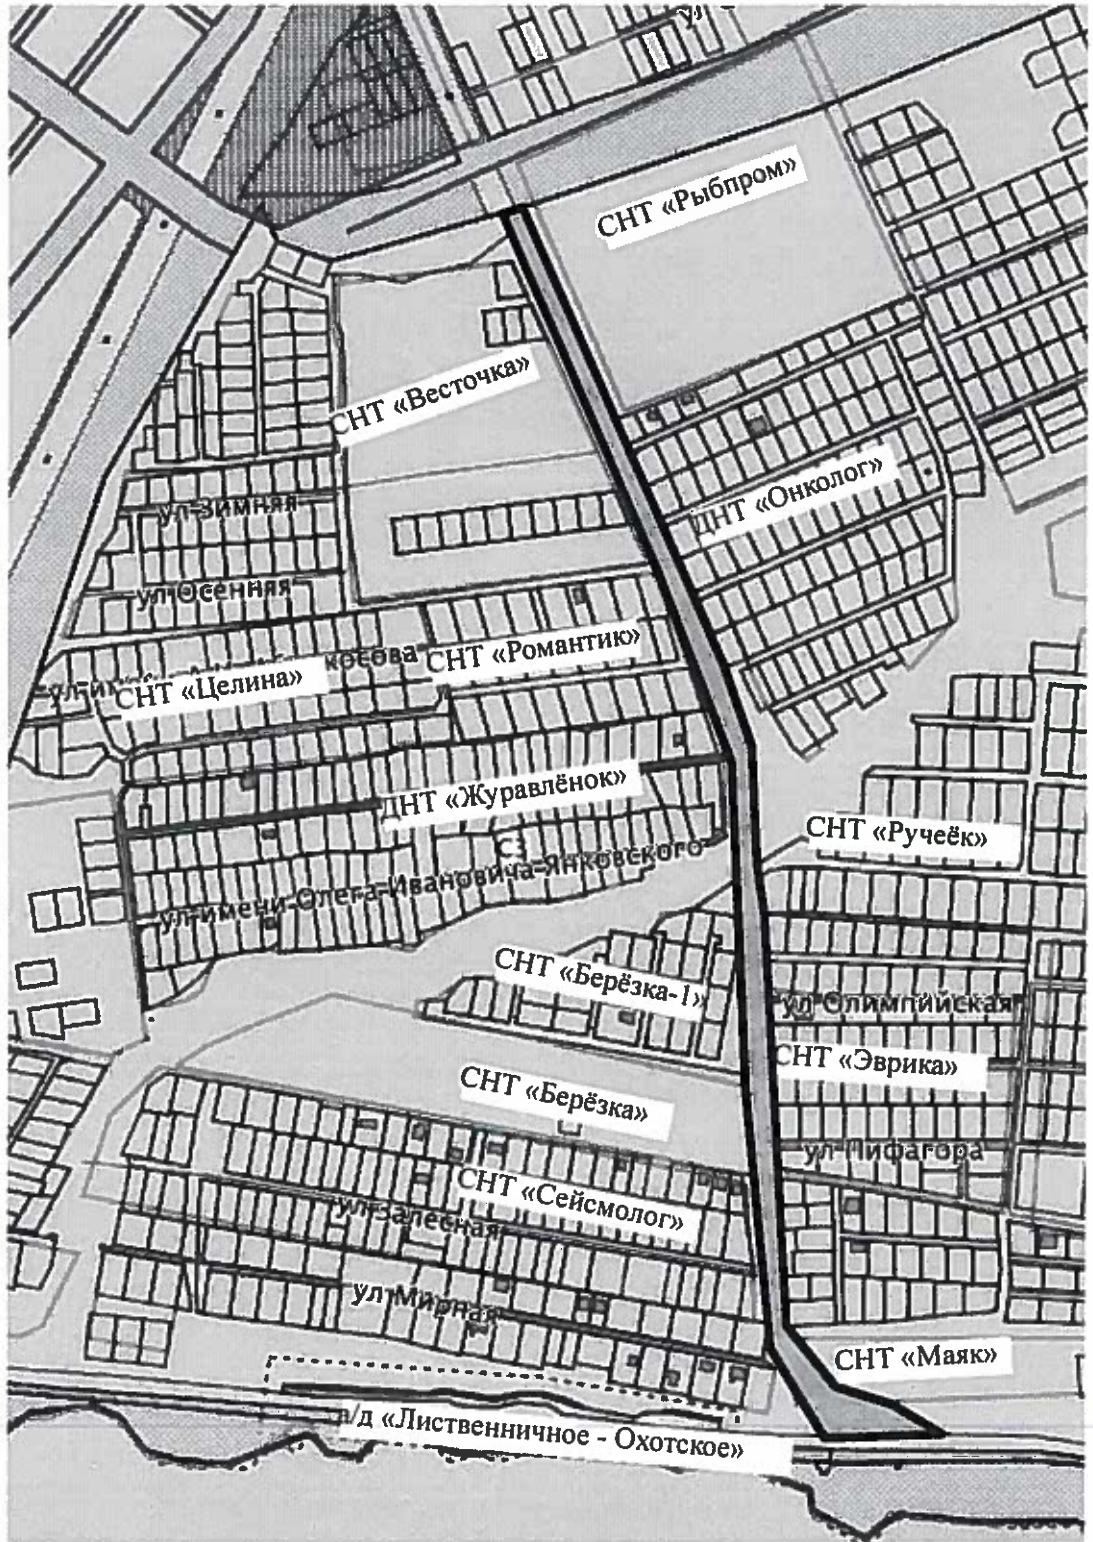 СНТ «Рыбпром»
СНТ «Весточка»
ДНТ «Онколог»
ул Зимняя
ул Осенняя
СНТ «Романтик»
СНТ «Целина»
ДНТ «Журавлёнок»
СНТ «Ручеёк»
ул имени Олега Ивановича Янковского
СНТ «Берёзка-1»
ул Олимпийская
СНТ «Эврика»
СНТ «Берёзка»
ул Пифагора
СНТ «Сейсмолог»
ул Залесная
ул Мирная
СНТ «Маяк»
а/д «Лиственничное - Охотское»